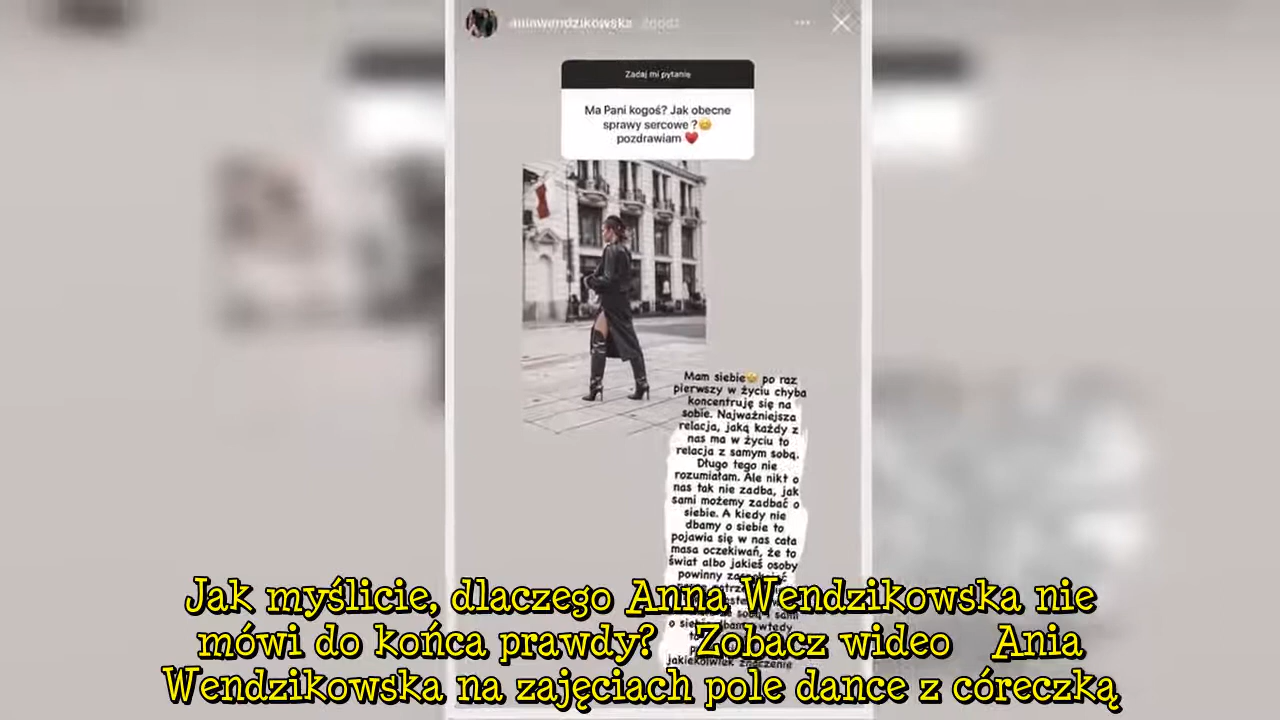 aniawendzikowska
Zadaj mi pytanie
Ma Pani kogoś? Jak obecne
sprawy sercowe ?😊
pozdrawiam ❤️
Mam siebie🤩 po raz
pierwszy w życiu chyba
koncentruję się na
sobie. Najważniejsza
relacja, jaką każdy z
nas ma w życiu to
relacja z samym sobą.
Długo tego nie
rozumiałam. Ale nikt o
nas tak nie zadba, jak
sami możemy zadbać o
siebie. A kiedy nie
dbamy o siebie to
pojawia się w nas cała
masa oczekiwań, że to
świat albo jakieś osoby
powinny
jakiekolwiek znaczenie
Jak myślicie, dlaczego Anna Wendzikowska nie
mówi do końca prawdy? Zobacz wideo Ania
Wendzikowska na zajęciach pole dance z córeczką